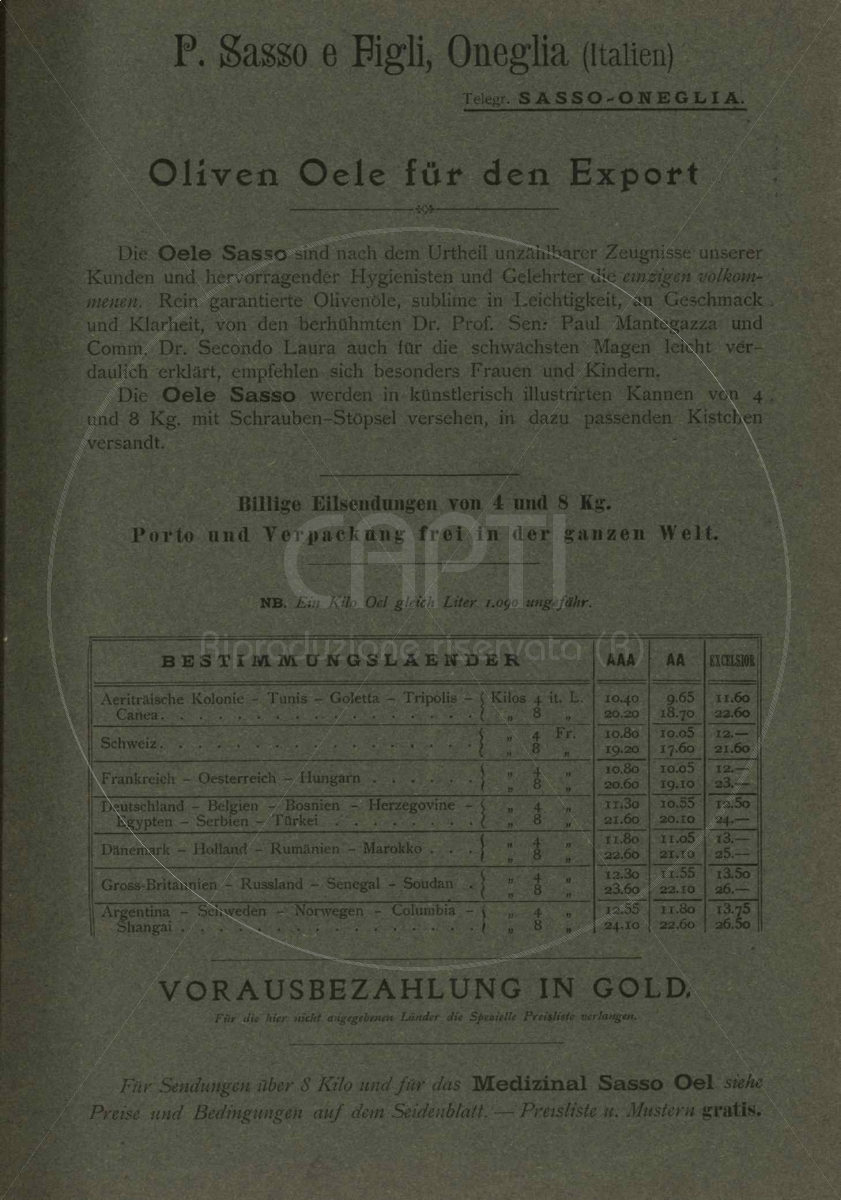 P. Sasso e Figli, Oneglia (Italien)
Telegr. SASSO-ONEGLIA.
Oliven Oele für den Export
Die Oele Sasso sind nach dem Urtheil unzählbarer Zeugnisse unserer
Kunden und hervorragender Hygienisten und Gelehrter die einzigen volkom-
menen. Rein garantierte Olivenöle, sublime in Leichtigkeit, an Geschmack
und Klarheit, von den berhühmten Dr. Prof. Sen: Paul Mantegazza und
Comm. Dr. Secondo Laura auch für die schwächsten Magen leicht ver-
daulich erklärt, empfehlen sich besonders Frauen und Kindern.
Die Oele Sasso werden in künstlerisch illustrirten Kannen von 4
und 8 Kg. mit Schrauben-Stöpsel versehen, in dazu passenden Kistchen
versandt.
Billige Eilsendungen von 4 und 8 Kg.
Porto und Verpackung frei in der ganzen Welt.
CAPTI
NB. Ein Kilo Oel gleich Liter 1.090 ungefähr.
Riproduzione riservata (R)
BESTIMMUNGSLAENDER AAA AA EXCELSIOR
Aeriträische Kolonie - Tunis - Goletta - Tripolis - { Kilos 4 it. L. 10.40 9.65 11.60
Canea. . . . . . . . . . . . . . . . . . { „ 8 „ 20.20 18.70 22.60
Schweiz. . . . . . . . . . . . . . . . . . { „ 4 Fr. 10.80 10.05 12.—
„ 8 „ 19.20 17.60 21.60
Frankreich - Oesterreich - Hungarn . . . . . . { „ 4 „ 10.80 10.05 12.—
„ 8 „ 20.60 19.10 23.—
Deutschland - Belgien - Bosnien - Herzegovine - { „ 4 „ 11.30 10.55 12.50
Egypten - Serbien - Türkei . . . . . . . . { „ 8 „ 21.60 20.10 24.—
Dänemark - Holland - Rumänien - Marokko . . . { „ 4 „ 11.80 11.05 13.—
„ 8 „ 22.60 21.10 25.—
Gross-Britannien - Russland - Senegal - Soudan . { „ 4 „ 12.30 11.55 13.50
„ 8 „ 23.60 22.10 26.—
Argentina - Schweden - Norwegen - Columbia - { „ 4 „ 12.55 11.80 13.75
Shangai . . . . . . . . . . . . . . . . . { „ 8 „ 24.10 22.60 26.50
VORAUSBEZAHLUNG IN GOLD.
Für die hier nicht angegebenen Länder die Spezielle Preisliste verlangen.
Für Sendungen über 8 Kilo und für das Medizinal Sasso Oel siehe
Preise und Bedingungen auf dem Seidenblatt. — Preisliste u. Mustern gratis.